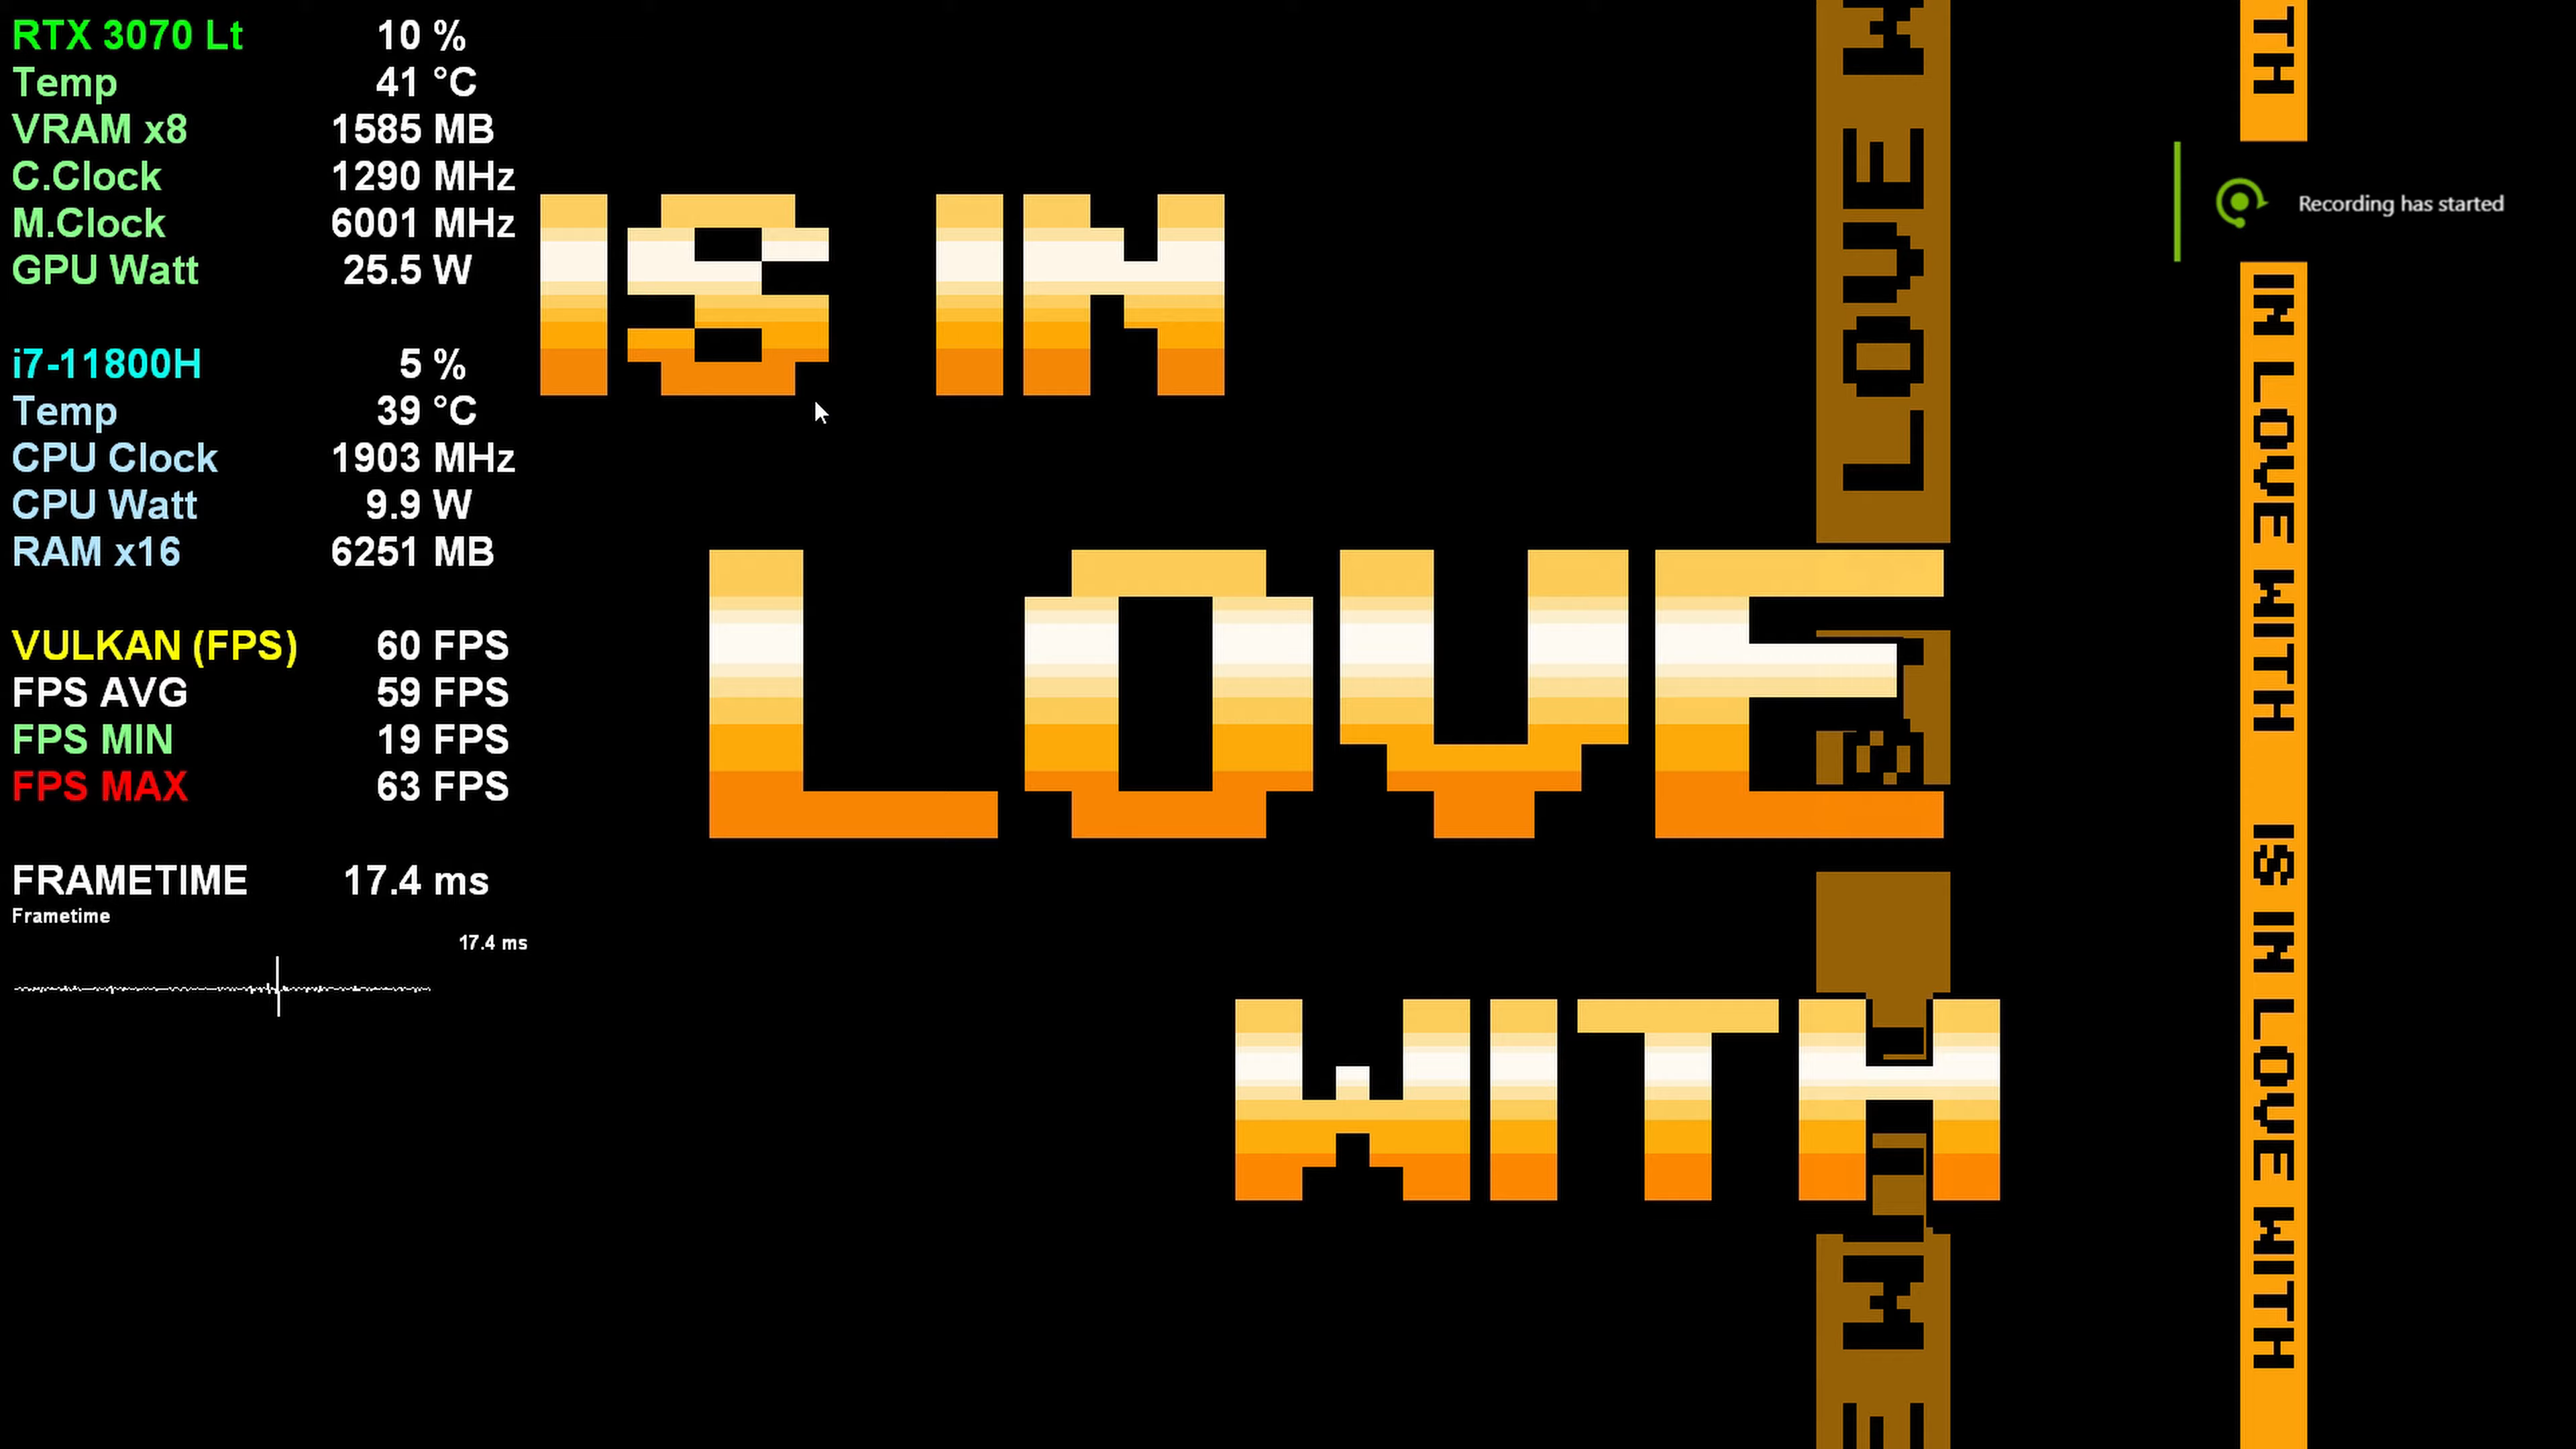 RTX 3070 Lt 10 %
Temp 41 °C
VRAM x8 1585 MB
C.Clock 1290 MHz
M.Clock 6001 MHz
GPU Watt 25.5 W
i7-11800H 5 %
Temp 39 °C
CPU Clock 1903 MHz
CPU Watt 9.9 W
RAM x16 6251 MB
VULKAN (FPS) 60 FPS
FPS AVG 59 FPS
FPS MIN 19 FPS
FPS MAX 63 FPS
FRAMETIME 17.4 ms
Frametime
17.4 ms
IS IN
LOVE
WITH
LOVE
Recording has started
TH
IN LOVE WITH IS IN LOVE WITH